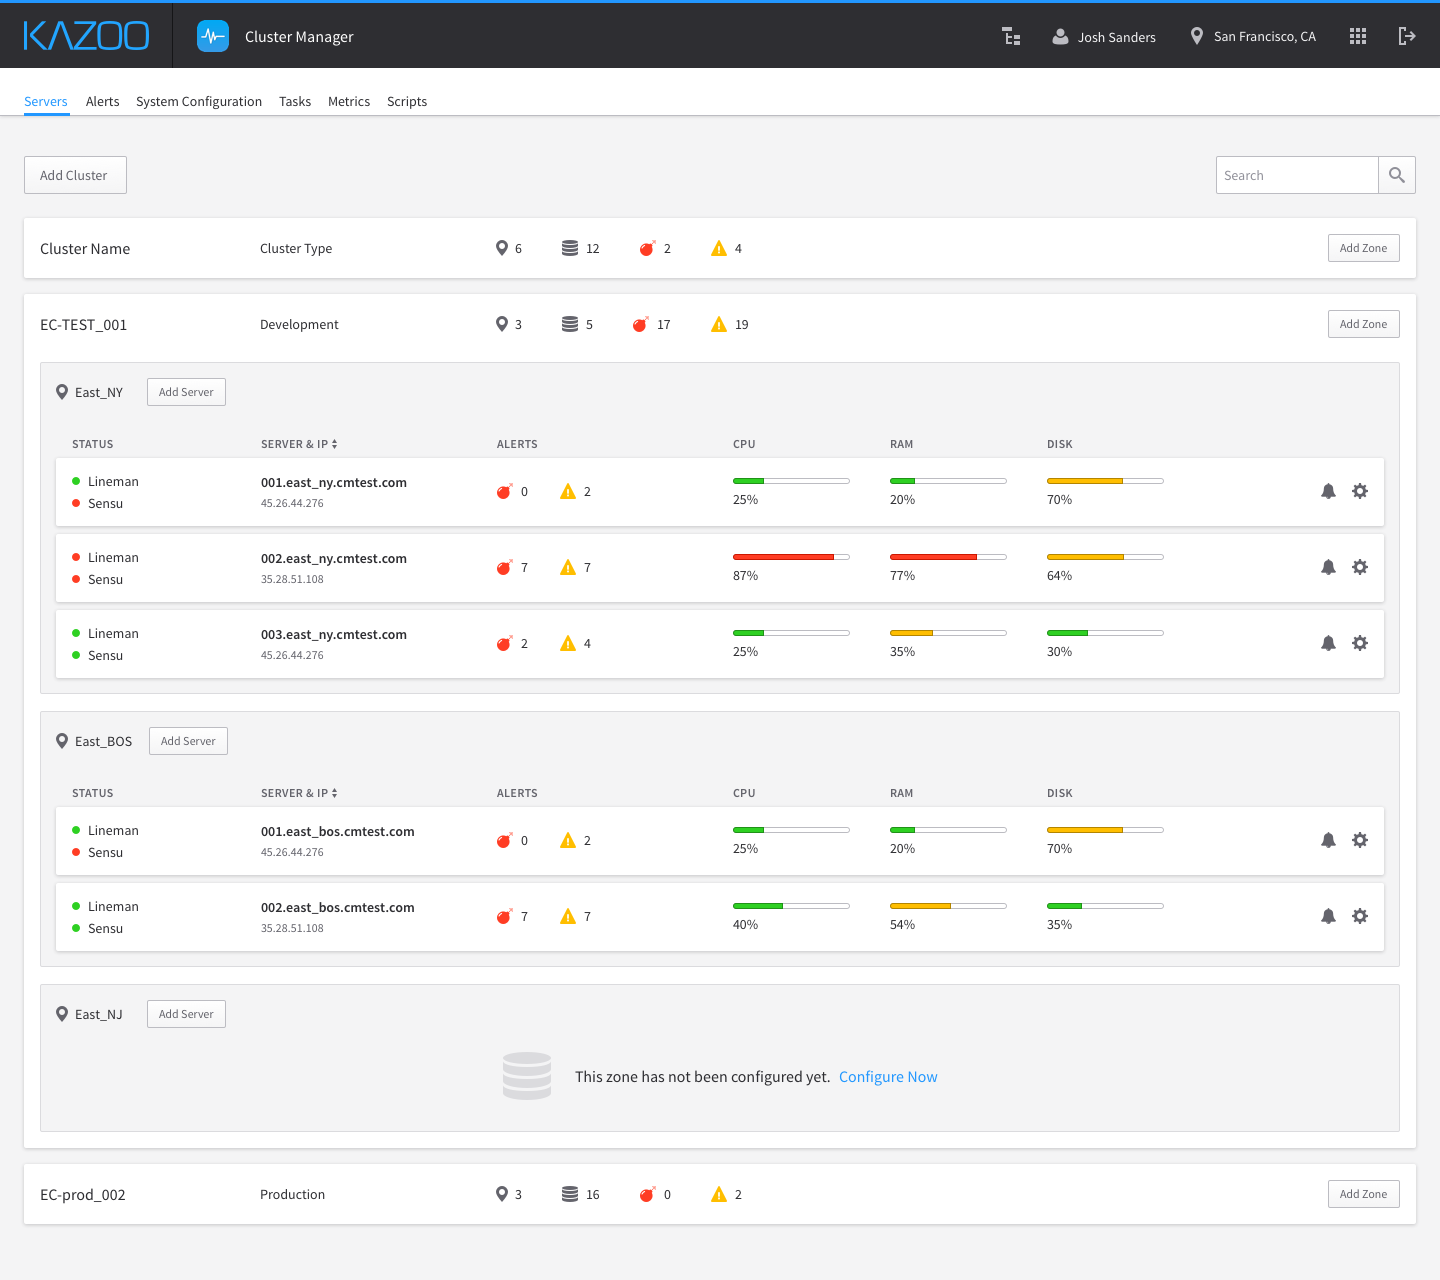 KAZOO Cluster Manager Josh Sanders San Francisco, CA
Servers Alerts System Configuration Tasks Metrics Scripts
Add Cluster Search
Cluster Name Cluster Type 6 12 2 4 Add Zone
EC-TEST_001 Development 3 5 17 19 Add Zone
East_NY Add Server
STATUS SERVER & IP ALERTS CPU RAM DISK
Lineman 001.east_ny.cmtest.com 0 2
Sensu 45.26.44.276 25% 20% 70%
Lineman 002.east_ny.cmtest.com 7 7
Sensu 35.28.51.108 87% 77% 64%
Lineman 003.east_ny.cmtest.com 2 4
Sensu 45.26.44.276 25% 35% 30%
East_BOS Add Server
STATUS SERVER & IP ALERTS CPU RAM DISK
Lineman 001.east_bos.cmtest.com 0 2
Sensu 45.26.44.276 25% 20% 70%
Lineman 002.east_bos.cmtest.com 7 7
Sensu 35.28.51.108 40% 54% 35%
East_NJ Add Server
This zone has not been configured yet. Configure Now
EC-prod_002 Production 3 16 0 2 Add Zone